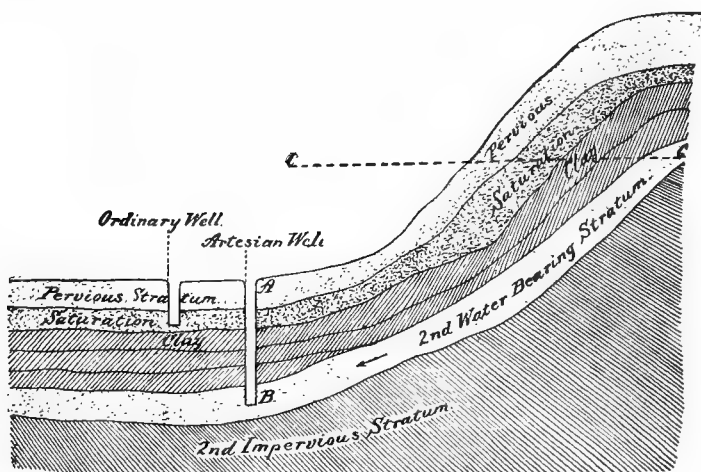 Pervious
Saturation
Clay
C
C
Ordinary Well.
Artesian Well
A
Pervious Stratum
Saturation
Clay
2nd Water Bearing Stratum.
B.
2nd Impervious Stratum